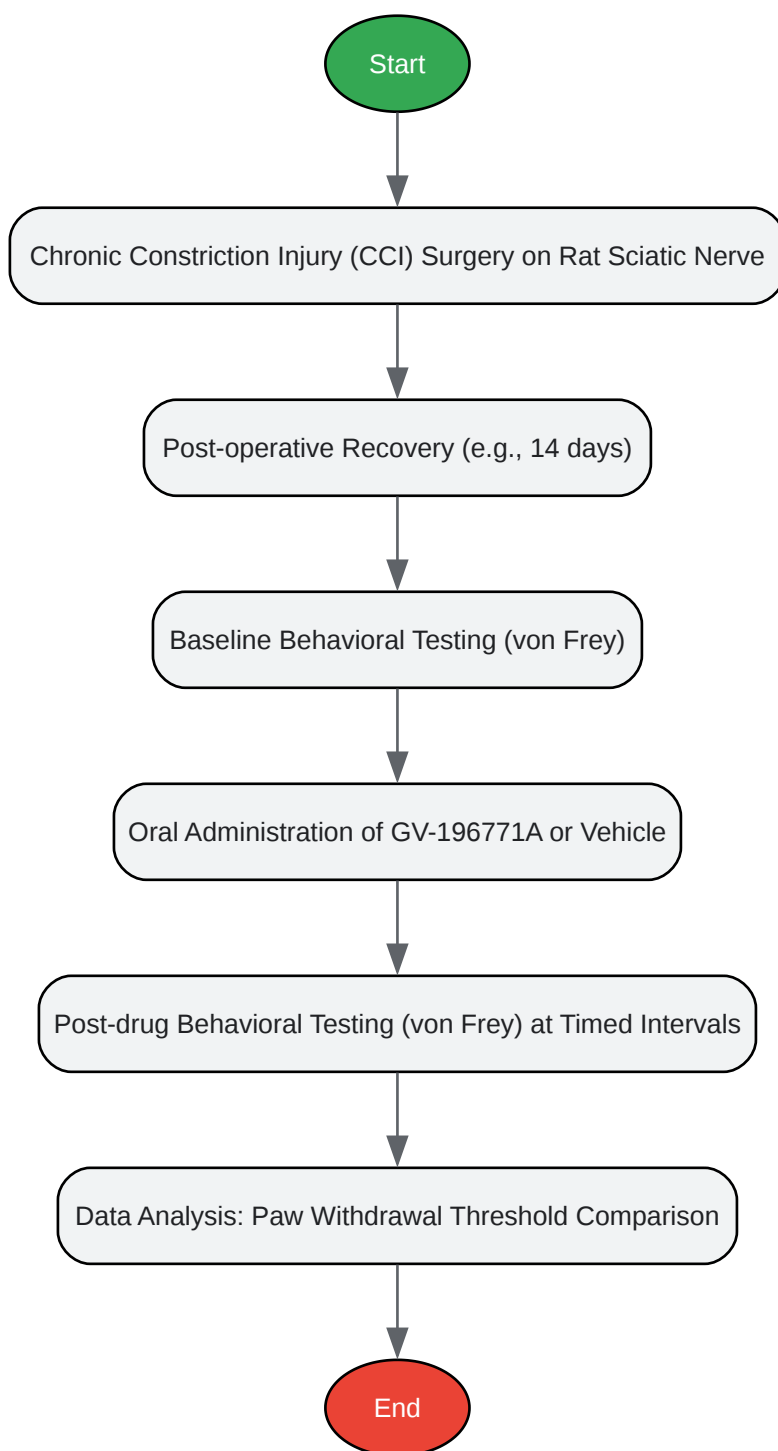 Start
Chronic Constriction Injury (CCI) Surgery on Rat Sciatic Nerve
Post-operative Recovery (e.g., 14 days)
Baseline Behavioral Testing (von Frey)
Oral Administration of GV-196771A or Vehicle
Post-drug Behavioral Testing (von Frey) at Timed Intervals
Data Analysis: Paw Withdrawal Threshold Comparison
End